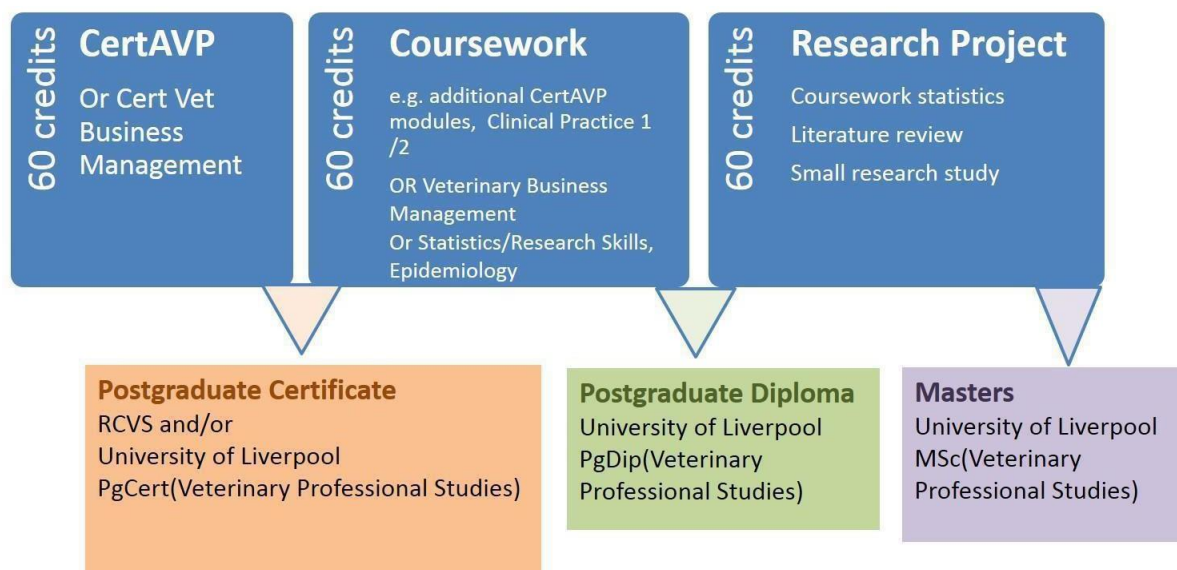 60 credits
CertAVP
Or Cert Vet
Business
Management
60 credits
Coursework
e.g. additional CertAVP
modules,  Clinical Practice 1
/2
OR Veterinary Business
Management
Or Statistics/Research Skills,
Epidemiology
60 credits
Research Project
Coursework statistics
Literature review
Small research study
Postgraduate Certificate
RCVS and/or
University of Liverpool
PgCert(Veterinary Professional Studies)
Postgraduate Diploma
University of Liverpool
PgDip(Veterinary
Professional Studies)
Masters
University of Liverpool
MSc(Veterinary
Professional Studies)